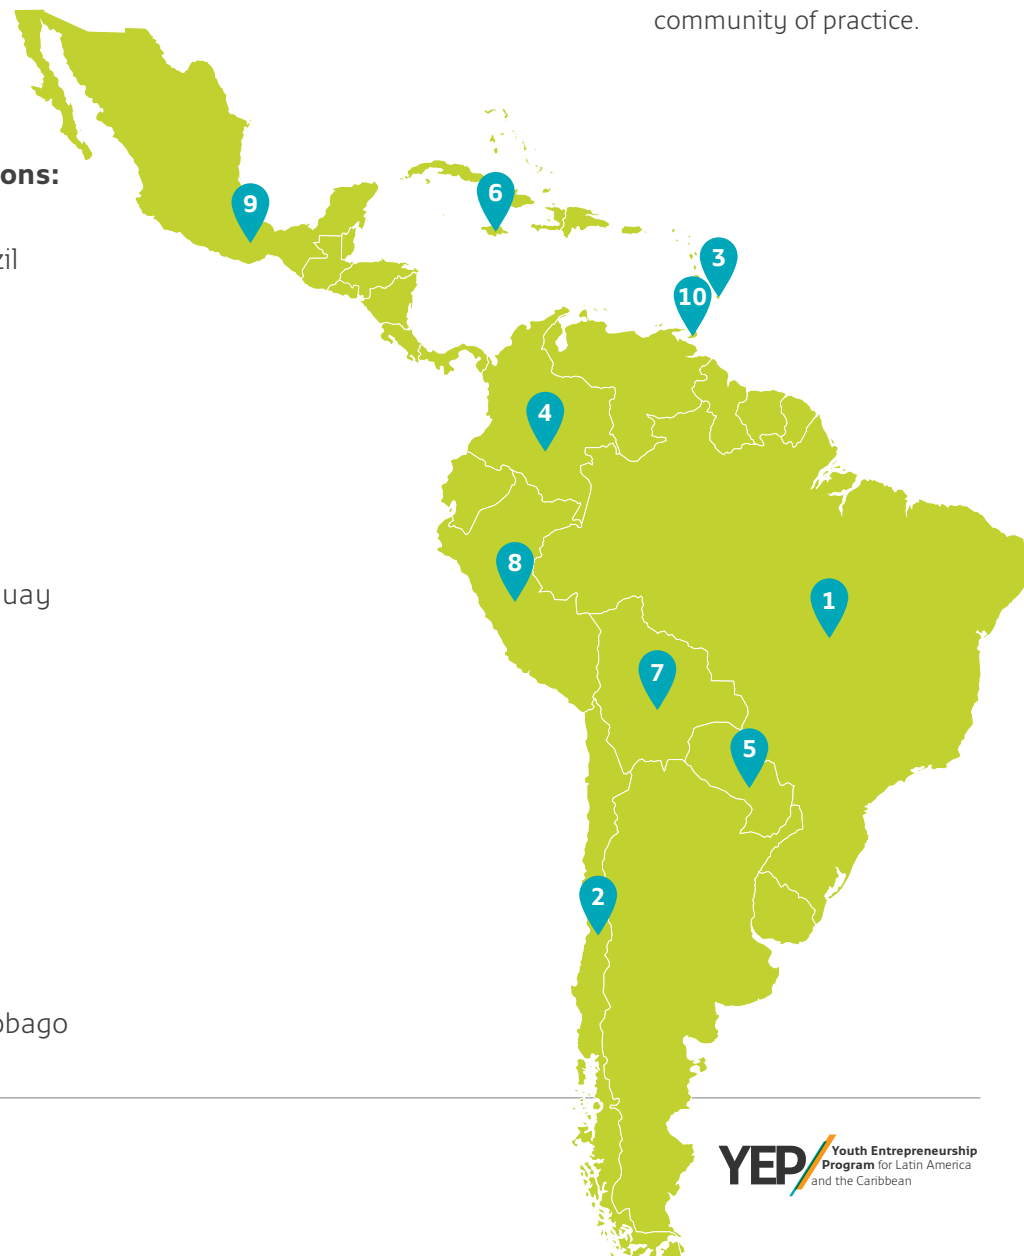 community of practice.
ons:
9
6
zil
3
10
4
8
uay
1
7
5
2
obago
YEP
Youth Entrepreneurship
Program for Latin America
and the Caribbean